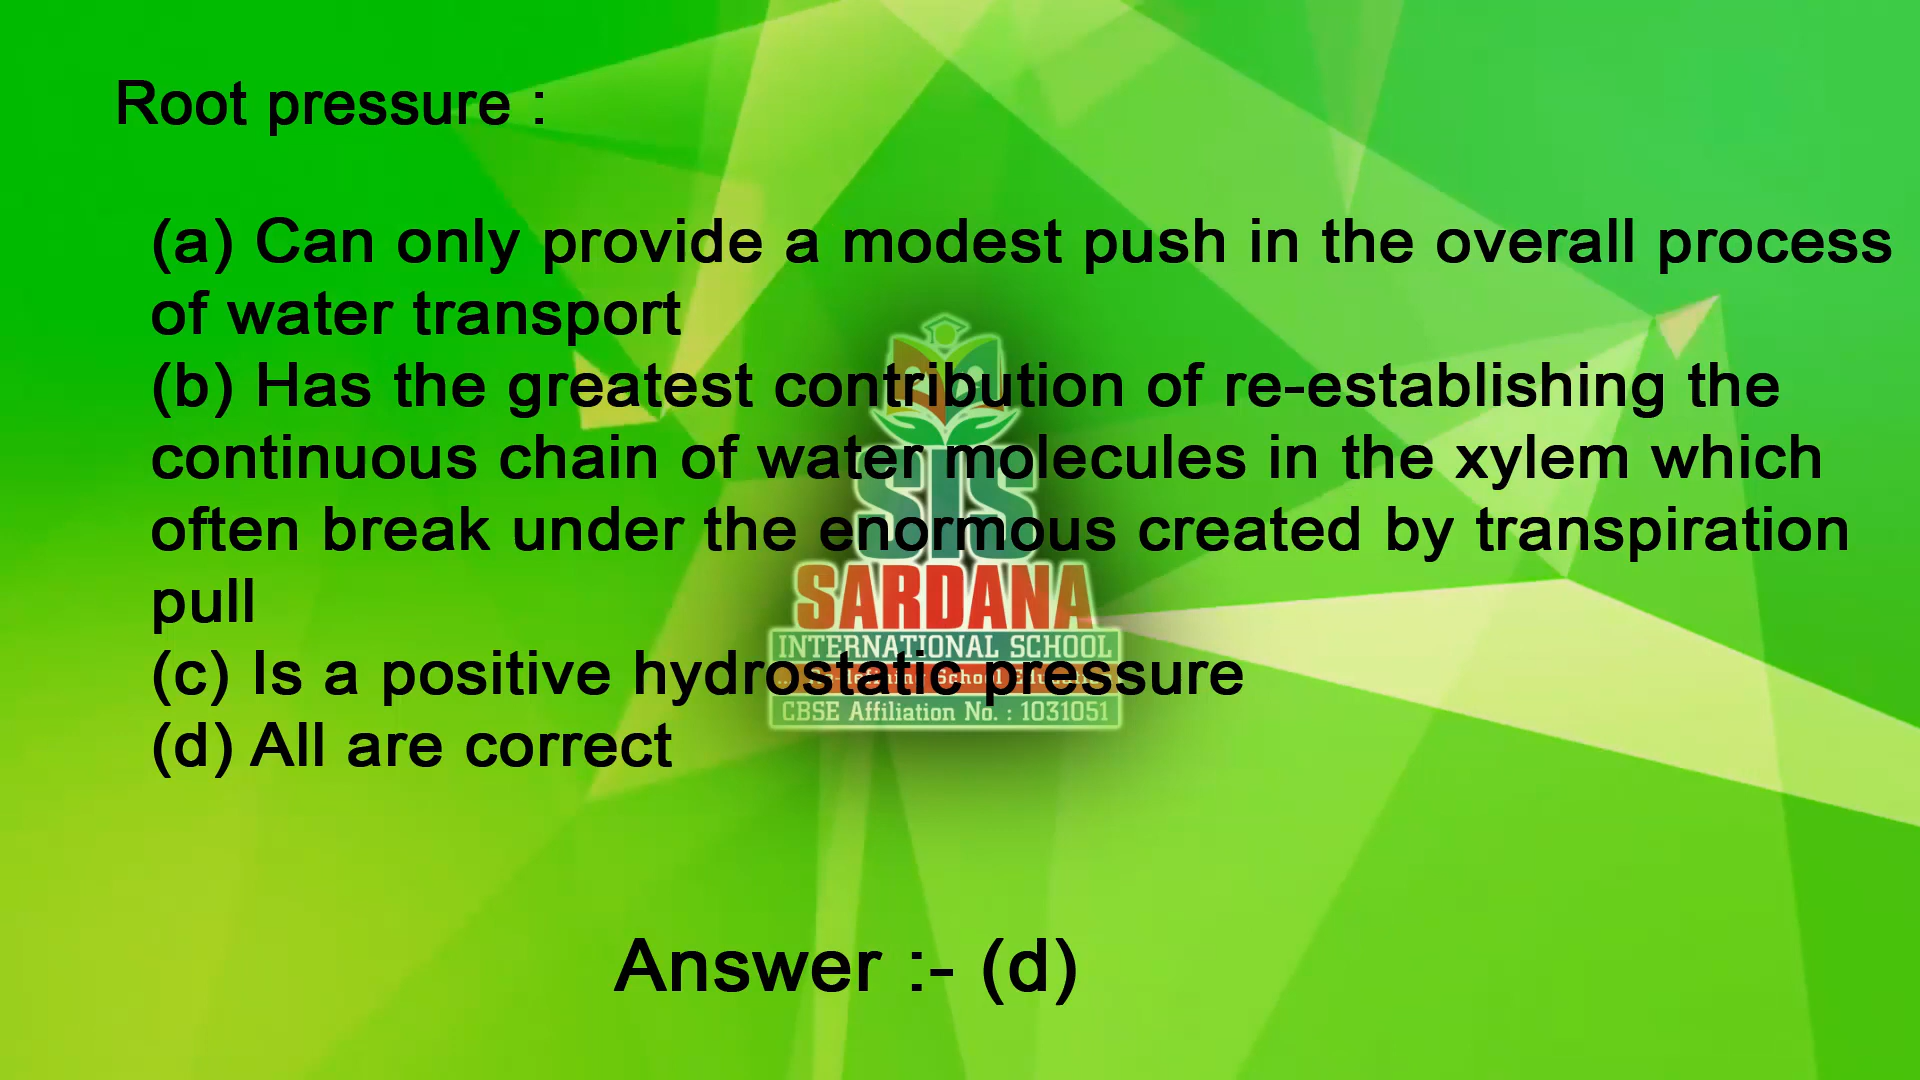 Root pressure :
(a) Can only provide a modest push in the overall process
of water transport
(b) Has the greatest contribution of re-establishing the
continuous chain of water molecules in the xylem which
often break under the enormous created by transpiration
pull
(c) Is a positive hydrostatic pressure
(d) All are correct
SIS
SARDANA
INTERNATIONAL SCHOOL
School
CBSE Affiliation No. : 1031051
Answer :- (d)